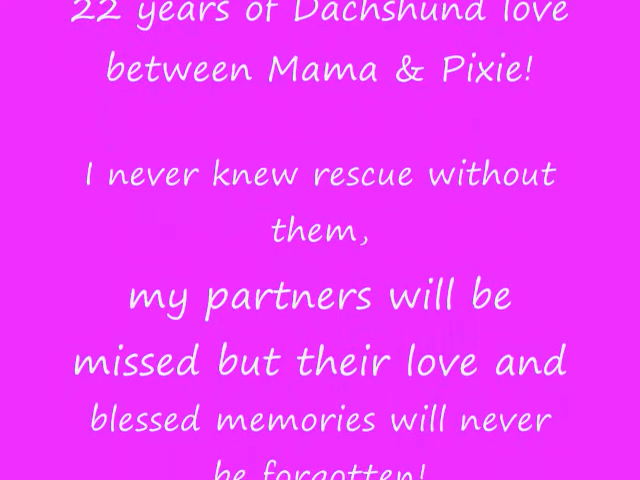 22 years of Dachshund love
between Mama & Pixie!
I never knew rescue without
them,
my partners will be
missed but their love and
blessed memories will never
be forgotten!